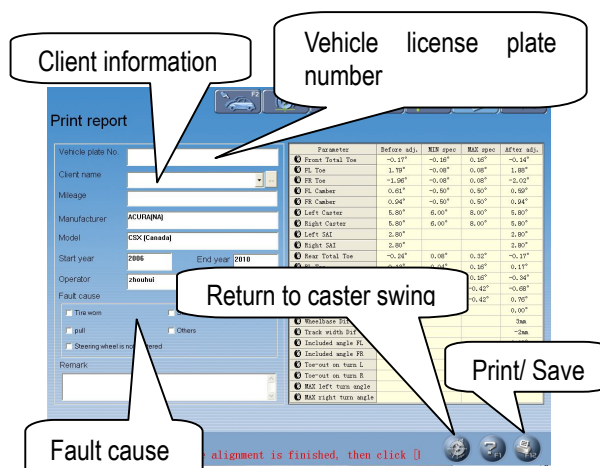 Client information
Vehicle license plate
number
F2
Print report
Vehicle plate No.
Client name
...
Mileage
Manufacturer
ACURA(NA)
Model
CSX (Canada)
Start year
2006
End year
2010
Operator
zhouhui
Fault cause
Tire worn
pull
Others
Steering wheel is
Remark
Parameter Before adj. MIN spec MAX spec After adj.
Front Total Toe -0.17° -0.16° 0.16° -0.14°
FL Toe 1.79° -0.08° 0.08° 1.88°
FR Toe -1.96° -0.08° 0.08° -2.02°
FL Camber 0.61° -0.50° 0.50° 0.59°
FR Camber 0.94° -0.50° 0.50° 0.94°
Left Caster 5.80° 6.00° 8.00° 5.80°
Right Caster 5.80° 6.00° 8.00° 5.80°
Left SAI 2.80° 2.80°
Right SAI 2.80° 2.80°
Rear Total Toe -0.24° 0.08° 0.32° -0.17°
0.16° 0.17°
0.16° -0.34°
-0.42° -0.68°
-0.42° 0.76°
0.00°
Wheelbase Dif 3mm
Track width Dif -2mm
Included angle FL
Included angle FR
Toe-out on turn L
Toe-out on turn R
MAX left turn angle
MAX right turn angle
Return to caster swing
Print/ Save
Fault cause
alignment is finished, then click [
F1
F12